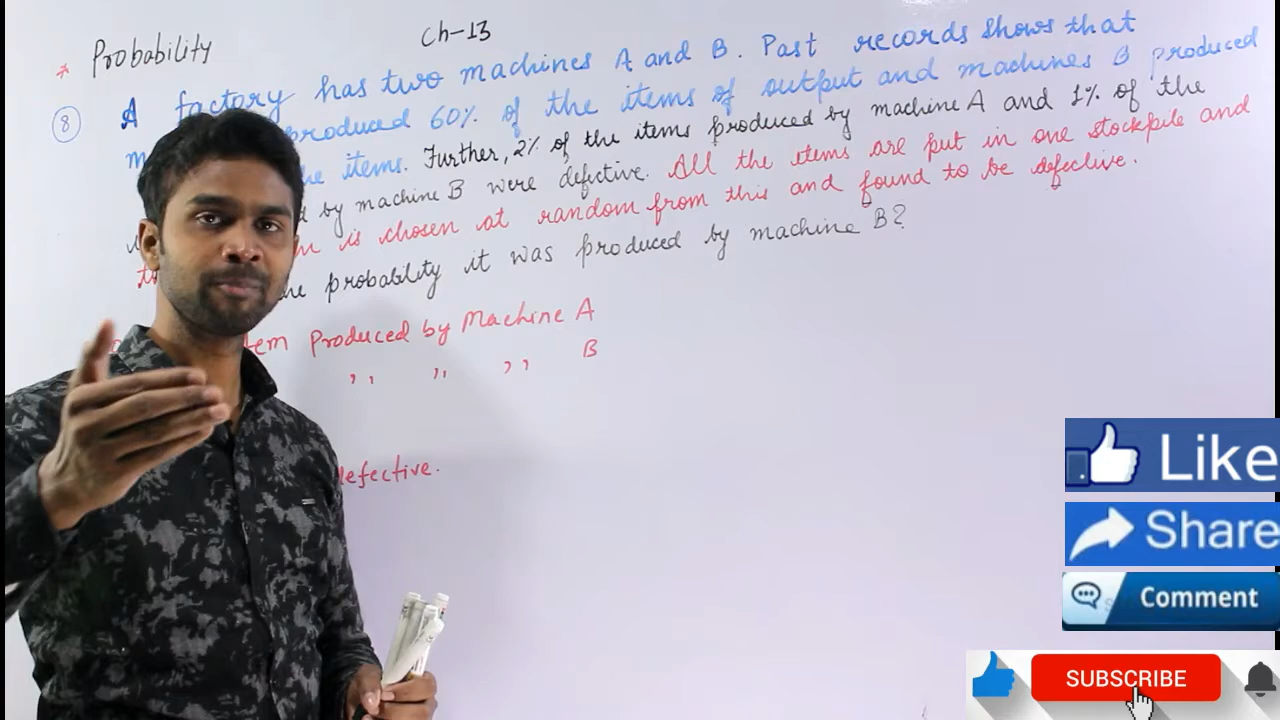 Probability
Ch-13
8
A factory has two machines A and B. Past records shows that
produced 60% of the items of output and machines B produced
items. Further, 2% of the items produced by machine A and 1% of the
by machine B were defective. All the items are put in one stockpile and
is chosen at random from this and found to be defective.
probability it was produced by machine B?
Produced by Machine A
,, ,, ,, B
defective.
Like
Share
Comment
SUBSCRIBE